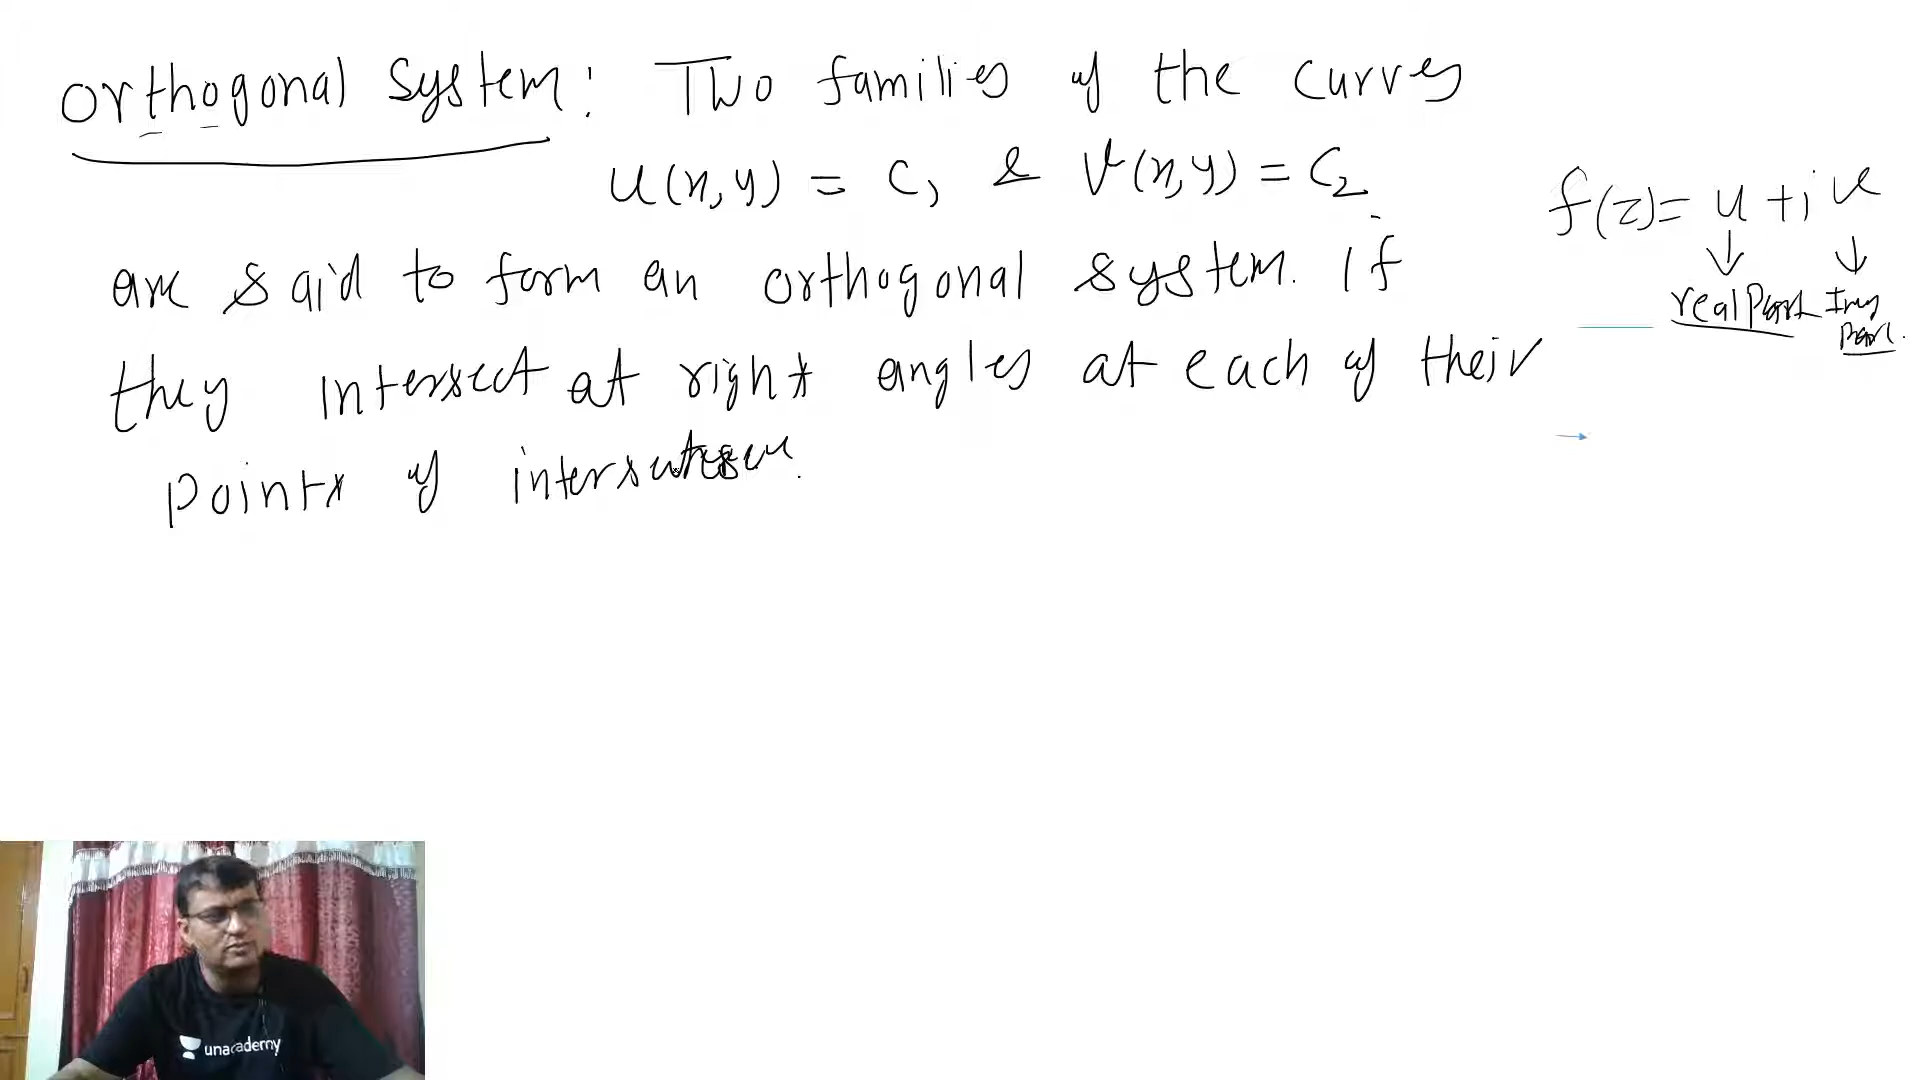 Orthogonal System: Two families of the curves
u(x,y) = C₁ & v(x,y) = C₂
are said to form an orthogonal system. If
they intersect at right angles at each of their
points of intersection.
f(z) = u + iv
real Part Img Part.
unacademy